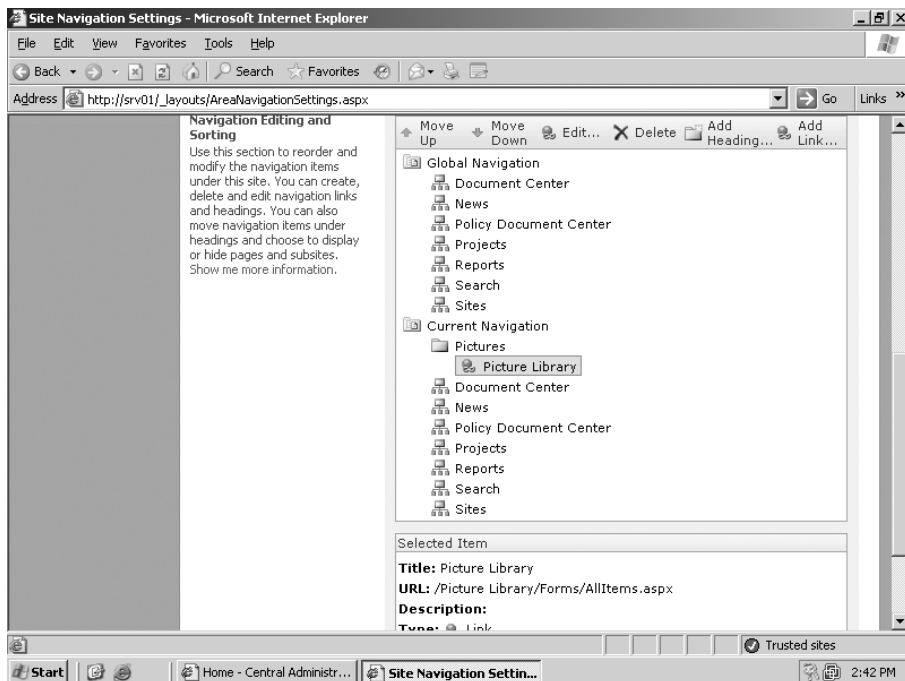 Site Navigation Settings - Microsoft Internet Explorer
File Edit View Favorites Tools Help
Back Search Favorites
Address http://srv01/_layouts/AreaNavigationSettings.aspx Go Links »
Navigation Editing and
Sorting
Use this section to reorder and
modify the navigation items
under this site. You can create,
delete and edit navigation links
and headings. You can also
move navigation items under
headings and choose to display
or hide pages and subsites.
Show me more information.
Move Up Move Down Edit... Delete Add Heading... Add Link...
Global Navigation
Document Center
News
Policy Document Center
Projects
Reports
Search
Sites
Current Navigation
Pictures
Picture Library
Document Center
News
Policy Document Center
Projects
Reports
Search
Sites
Selected Item
Title: Picture Library
URL: /Picture Library/Forms/AllItems.aspx
Description:
Type: Link
Trusted sites
Start Home - Central Administr... Site Navigation Settin... 2:42 PM